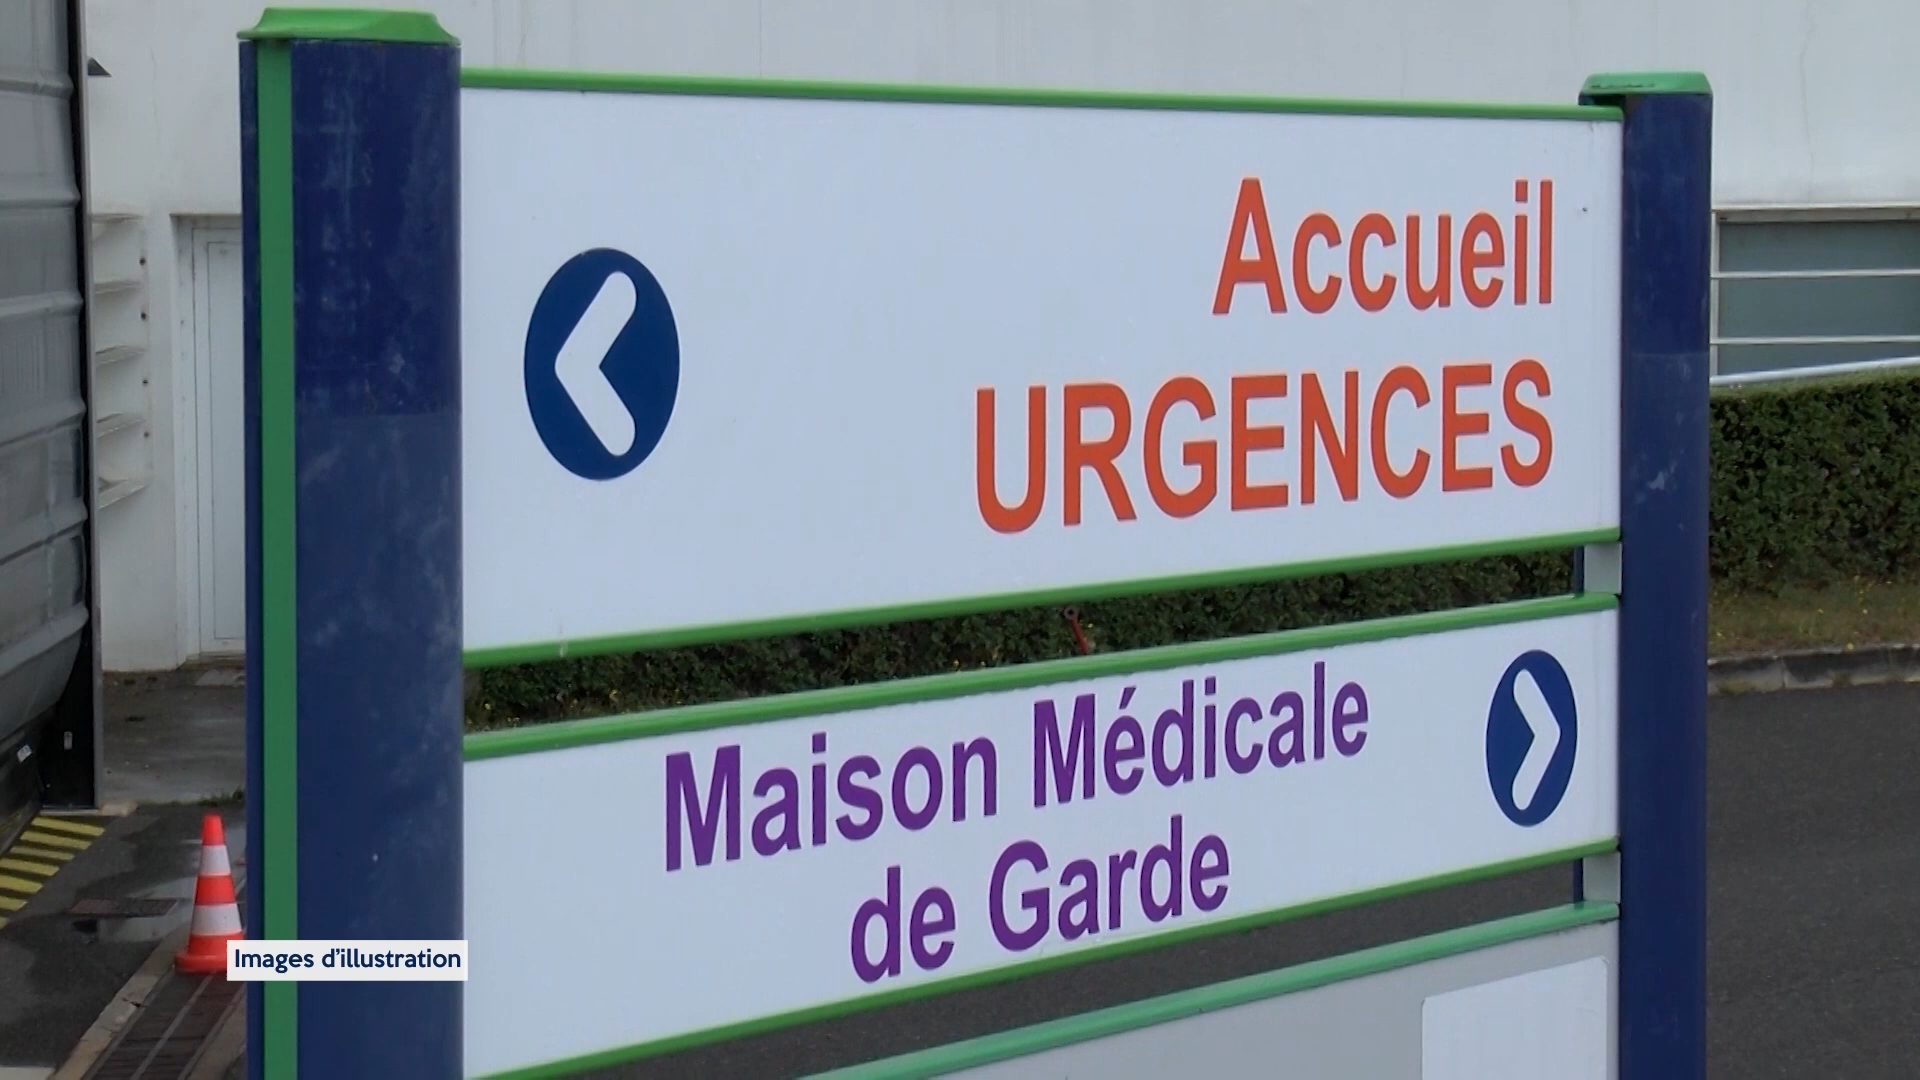 Accueil
URGENCES
Maison Médicale
de Garde
Images d'illustration